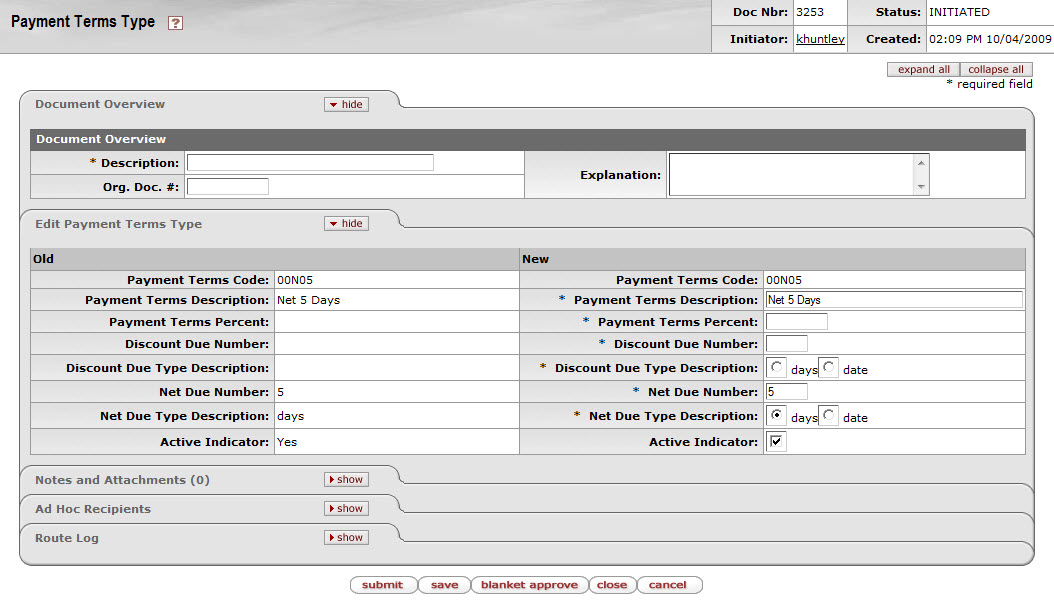 Payment Terms Type ?
Doc Nbr: 3253 Status: INITIATED
Initiator: khuntley Created: 02:09 PM 10/04/2009
expand all collapse all
* required field
Document Overview hide
Document Overview
* Description:
Explanation:
Org. Doc. #:
Edit Payment Terms Type hide
Old New
Payment Terms Code: 00N05 Payment Terms Code: 00N05
Payment Terms Description: Net 5 Days * Payment Terms Description: Net 5 Days
Payment Terms Percent: * Payment Terms Percent:
Discount Due Number: * Discount Due Number:
Discount Due Type Description: * Discount Due Type Description: days date
Net Due Number: 5 * Net Due Number: 5
Net Due Type Description: days * Net Due Type Description: days date
Active Indicator: Yes Active Indicator:
Notes and Attachments (0) show
Ad Hoc Recipients show
Route Log show
submit save blanket approve close cancel